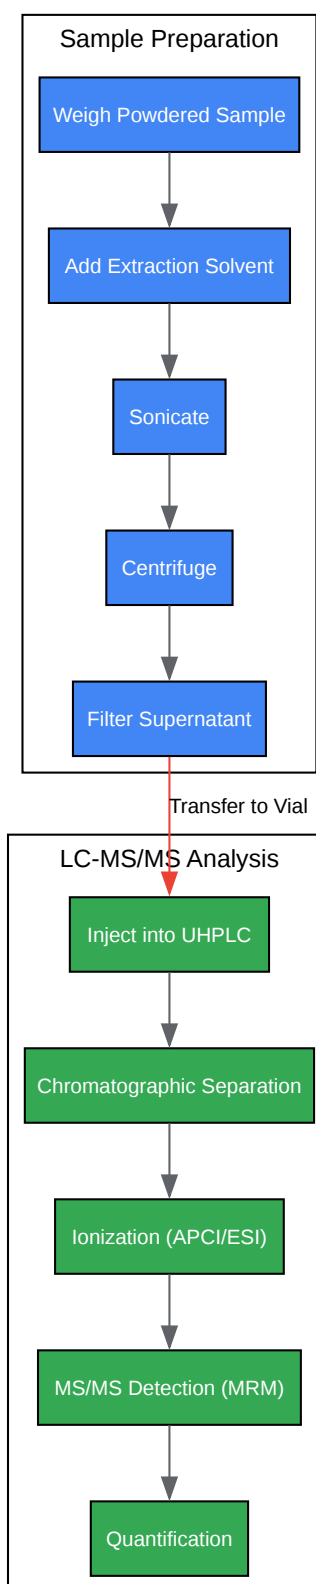 Sample Preparation
Weigh Powdered Sample
Add Extraction Solvent
Sonicate
Centrifuge
Filter Supernatant
Transfer to Vial
LC-MS/MS Analysis
Inject into UHPLC
Chromatographic Separation
Ionization (APCI/ESI)
MS/MS Detection (MRM)
Quantification